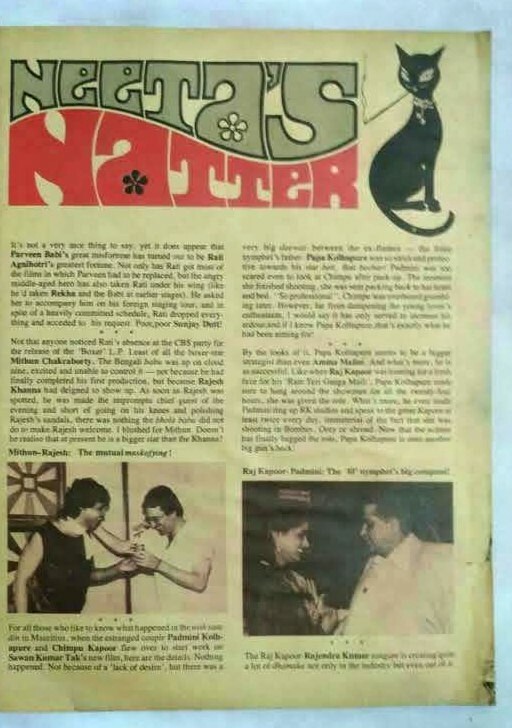 NEETA'S
NATTER
It's not a very nice thing to say, yet it does appear that
Parveen Babi's great misfortune has turned out to be Rati
Agnihotri's greatest fortune. Not only has Rati got most of
the films in which Parveen had to be replaced, but the angry
middle-aged hero has also taken Rati under his wing (like
he'd taken Rekha and the Babi at earlier stages). He asked
her to accompany him on his foreign singing tour, and in
spite of a heavily committed schedule, Rati dropped every-
thing and acceded to his request. Poor, poor Sunjay Dutt!
* * *
Not that anyone noticed Rati's absence at the CBS party for
the release of the 'Boxer' L.P. Least of all the boxer-star
Mithun Chakraborty. The Bengali babu was up on cloud
nine, excited and unable to control it — not because he had
finally completed his first production, but because Rajesh
Khanna had deigned to show up. As soon as Rajesh was
spotted, he was made the impromptu chief guest of the
evening and short of going on his knees and polishing
Rajesh's sandals, there was nothing the bhola babu did not
do to make Rajesh welcome. I blushed for Mithun. Doesn't
he realise that at present he is a bigger star than the Khanna?
Mithun-Rajesh: The mutual maskofying!
* * *
For all those who like to know what happened in the
in Mauritius, when the estranged couple Padmini Kolh-
apure and Chimpu Kapoor flew over to start work on
Sawan Kumar Tak's new film, here are the details. Nothing
happened. Not because of a 'lack of desire', but there was a
very big between the ex-flames — the
nymphet's father. Papa Kolhapure was so strict and protec-
tive towards his star that Padmini was too
scared even to look at Chimpu after pack-up. The moment
she finished shooting, she was sent packing back to her room
and bed. "So professional", Chimpu was overheard grumbl-
ing later. However, far from dampening the young lover's
enthusiasm, I would say it has only served to increase his
ardour and if I know Papa Kolhapure, that's exactly what he
had been aiming for!
* * *
By the looks of it, Papa Kolhapure seems to be a bigger
strategist than even Amma Malini. And what's more, he is
as successful. Like when Raj Kapoor was looking for a fresh
face for his 'Ram Teri Ganga Maili', Papa Kolhapure made
sure to hang around the showman for all the twenty-four
hours, she was given the role. What's more, he even made
Padmini ring up RK studios and speak to the great Kapoor at
least twice every day, immaterial of the fact that she was
shooting in Bombay, Ooty or abroad. Now that the winner
has finally bagged the role, Papa Kolhapure is onto another
big gun's back!
Raj Kapoor-Padmini: The nymphet's big conquest!
* * *
The Raj Kapoor-Rajendra Kumar is creating quite
a lot of dhamaka not only in the industry but even out of it